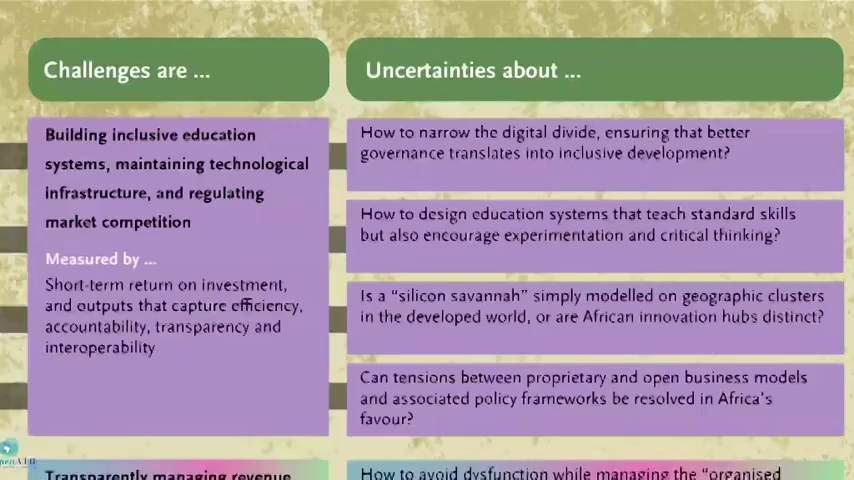 Challenges are ...
Uncertainties about ...
Building inclusive education
systems, maintaining technological
infrastructure, and regulating
market competition
Measured by ...
Short-term return on investment,
and outputs that capture efficiency,
accountability, transparency and
interoperability
How to narrow the digital divide, ensuring that better
governance translates into inclusive development?
How to design education systems that teach standard skills
but also encourage experimentation and critical thinking?
Is a “silicon savannah” simply modelled on geographic clusters
in the developed world, or are African innovation hubs distinct?
Can tensions between proprietary and open business models
and associated policy frameworks be resolved in Africa's
favour?
Transparently managing revenue
How to avoid dysfunction while managing the “organised